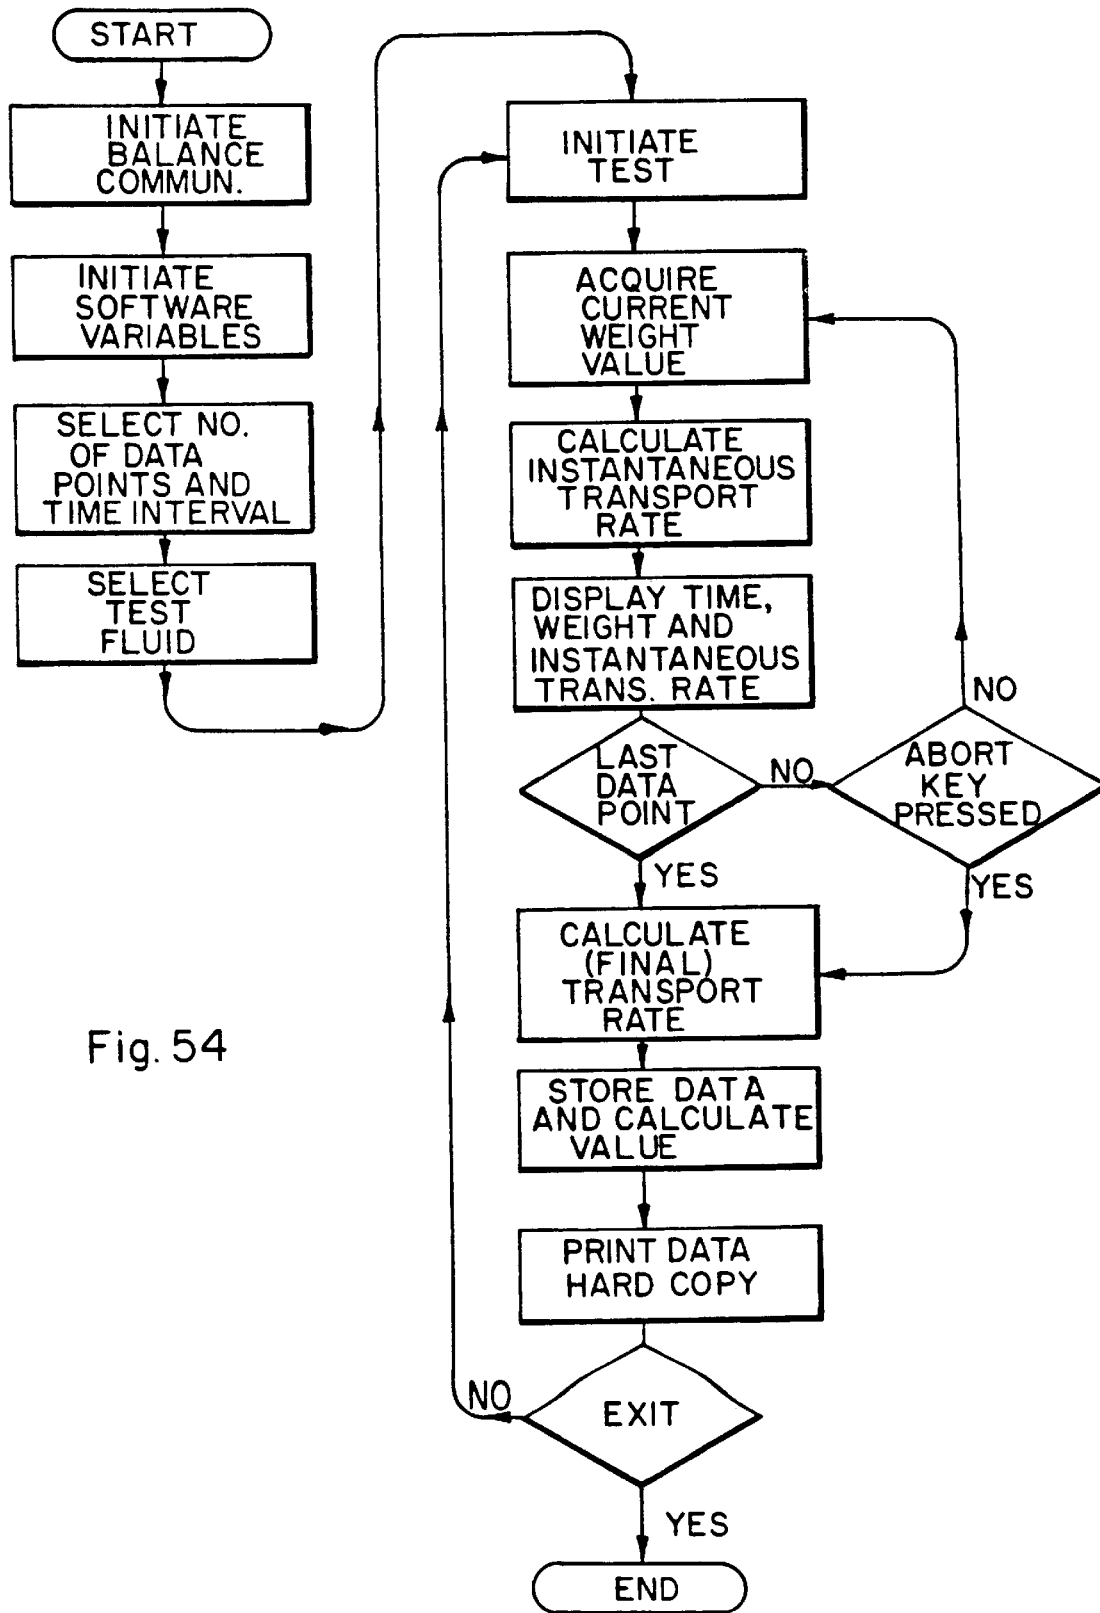 START
INITIATE
BALANCE
COMMUN.
INITIATE
SOFTWARE
VARIABLES
SELECT NO.
OF DATA
POINTS AND
TIME INTERVAL
SELECT
TEST
FLUID
INITIATE
TEST
ACQUIRE
CURRENT
WEIGHT
VALUE
CALCULATE
INSTANTANEOUS
TRANSPORT
RATE
DISPLAY TIME,
WEIGHT AND
INSTANTANEOUS
TRANS. RATE
LAST
DATA
POINT
NO
ABORT
KEY
PRESSED
NO
YES
YES
CALCULATE
(FINAL)
TRANSPORT
RATE
STORE DATA
AND CALCULATE
VALUE
PRINT DATA
HARD COPY
EXIT
NO
YES
END
Fig. 54